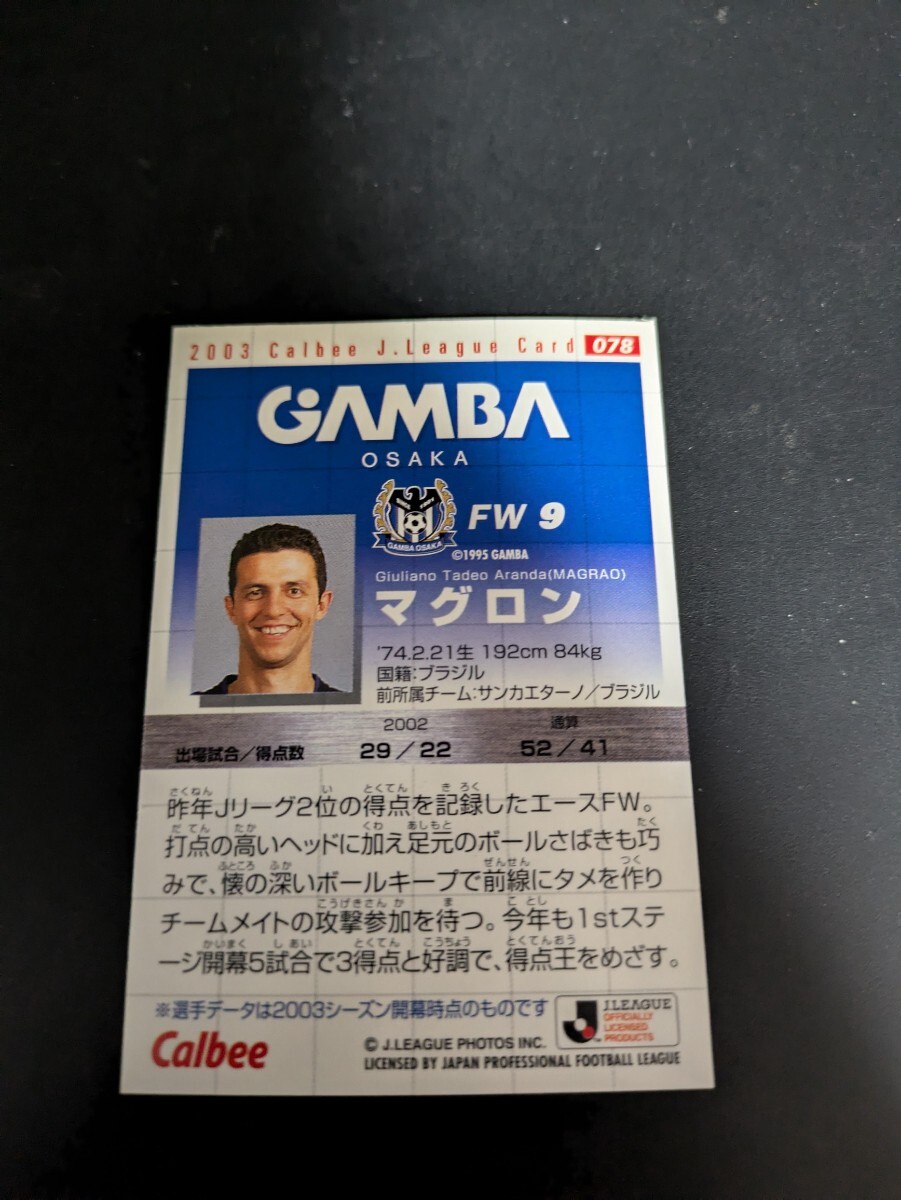 2003 Calbee J.League Card 078
GAMBA
OSAKA
GAMBA OSAKA
FW 9
©1995 GAMBA
Giuliano Tadeo Aranda(MAGRAO)
マグロン
'74.2.21生 192cm 84kg
国籍:ブラジル
前所属チーム:サンカエターノ/ブラジル
2002 通算
出場試合/得点数 29/22 52/41
昨年Jリーグ2位の得点を記録したエースFW。
打点の高いヘッドに加え足元のボールさばきも巧
みで、懐の深いボールキープで前線にタメを作り
チームメイトの攻撃参加を待つ。今年も1stステ
ージ開幕5試合で3得点と好調で、得点王をめざす。
※選手データは2003シーズン開幕時点のものです
J.LEAGUE
OFFICIALLY
LICENSED
PRODUCTS
Calbee
© J.LEAGUE PHOTOS INC.
LICENSED BY JAPAN PROFESSIONAL FOOTBALL LEAGUE